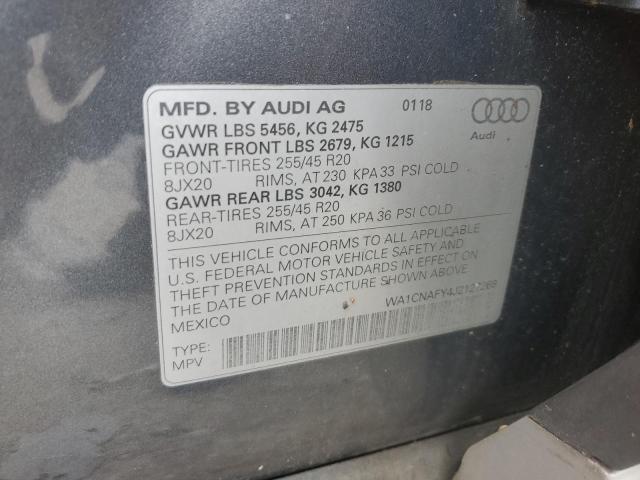 MFD. BY AUDI AG 0118
GVWR LBS 5456, KG 2475
GAWR FRONT LBS 2679, KG 1215
FRONT-TIRES 255/45 R20
8JX20 RIMS, AT 230 KPA 33 PSI COLD
GAWR REAR LBS 3042, KG 1380
REAR-TIRES 255/45 R20
8JX20 RIMS, AT 250 KPA 36 PSI COLD
Audi
THIS VEHICLE CONFORMS TO ALL APPLICABLE
U.S. FEDERAL MOTOR VEHICLE SAFETY AND
THEFT PREVENTION STANDARDS IN EFFECT ON
THE DATE OF MANUFACTURE SHOWN ABOVE
MEXICO
TYPE:
MPV